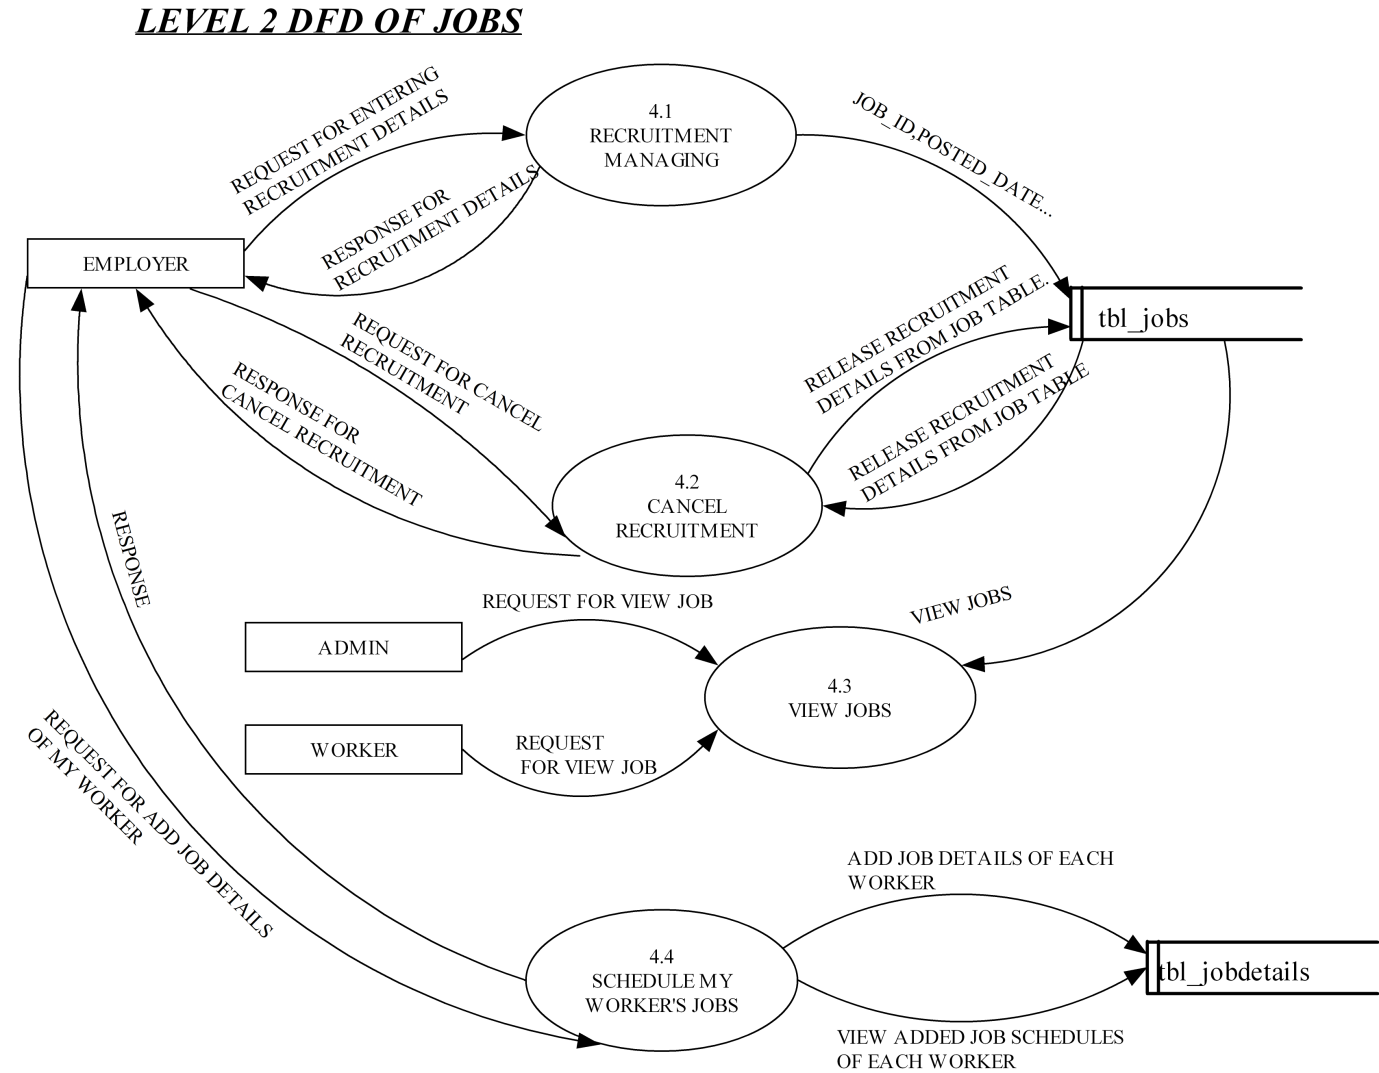 LEVEL 2 DFD OF JOBS
REQUEST FOR ENTERING
RECRUITMENT DETAILS
4.1
RECRUITMENT
MANAGING
JOB_ID,POSTED_DATE...
RESPONSE FOR
RECRUITMENT DETAILS
EMPLOYER
tbl_jobs
RELEASE RECRUITMENT
DETAILS FROM JOB TABLE.
REQUEST FOR CANCEL
RECRUITMENT
RESPONSE FOR
CANCEL RECRUITMENT
RELEASE RECRUITMENT
DETAILS FROM JOB TABLE
4.2
CANCEL
RECRUITMENT
RESPONSE
REQUEST FOR VIEW JOB
VIEW JOBS
ADMIN
4.3
VIEW JOBS
WORKER
REQUEST
FOR VIEW JOB
REQUEST FOR ADD JOB DETAILS
OF MY WORKER
ADD JOB DETAILS OF EACH
WORKER
4.4
SCHEDULE MY
WORKER'S JOBS
tbl_jobdetails
VIEW ADDED JOB SCHEDULES
OF EACH WORKER